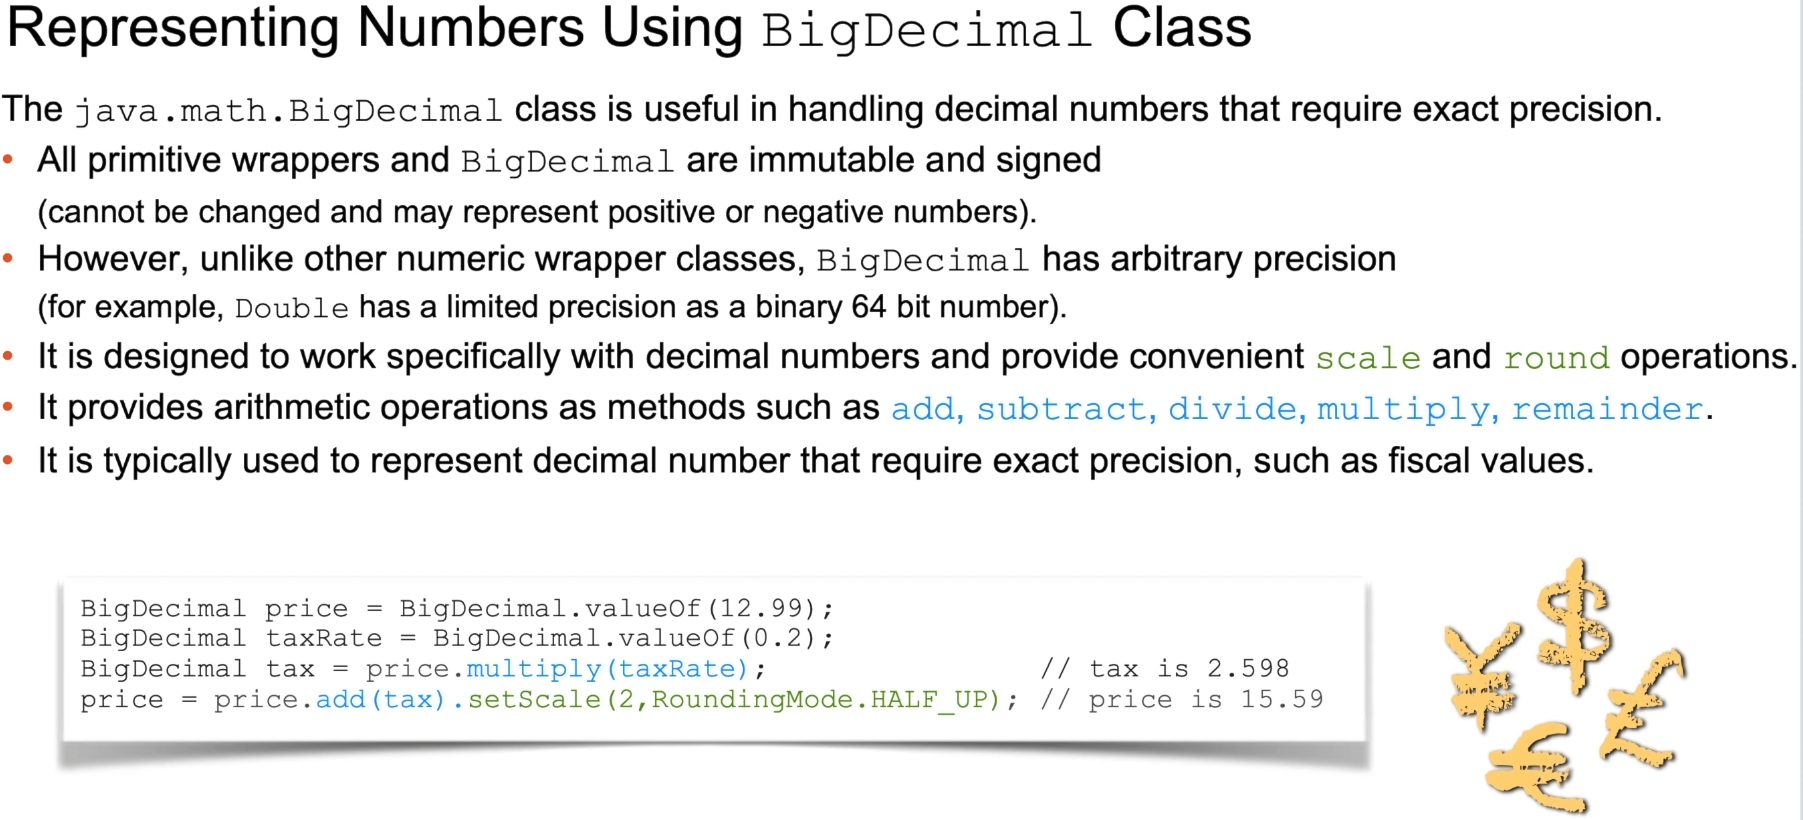 Representing Numbers Using BigDecimal Class
The java.math.BigDecimal class is useful in handling decimal numbers that require exact precision.
• All primitive wrappers and BigDecimal are immutable and signed
(cannot be changed and may represent positive or negative numbers).
• However, unlike other numeric wrapper classes, BigDecimal has arbitrary precision
(for example, Double has a limited precision as a binary 64 bit number).
• It is designed to work specifically with decimal numbers and provide convenient scale and round operations.
• It provides arithmetic operations as methods such as add, subtract, divide, multiply, remainder.
• It is typically used to represent decimal number that require exact precision, such as fiscal values.
BigDecimal price = BigDecimal.valueOf(12.99);
BigDecimal taxRate = BigDecimal.valueOf(0.2);
BigDecimal tax = price.multiply(taxRate); // tax is 2.598
price = price.add(tax).setScale(2,RoundingMode.HALF_UP); // price is 15.59
$
¥
£
€